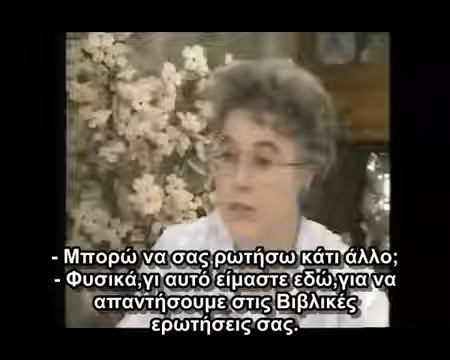 - Μπορώ να σας ρωτήσω κάτι άλλο;
- Φυσικά,γι αυτό είμαστε εδώ,για να
απαντήσουμε στις Βιβλικές
ερωτήσεις σας.